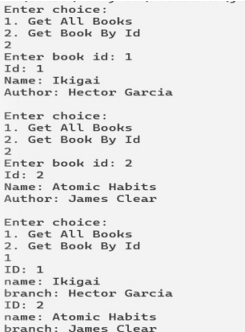 Enter choice:
1. Get All Books
2. Get Book By Id
2
Enter book id: 1
Id: 1
Name: Ikigai
Author: Hector Garcia
Enter choice:
1. Get All Books
2. Get Book By Id
2
Enter book id: 2
Id: 2
Name: Atomic Habits
Author: James Clear
Enter choice:
1. Get All Books
2. Get Book By Id
1
ID: 1
name: Ikigai
branch: Hector Garcia
ID: 2
name: Atomic Habits
branch: James Clear